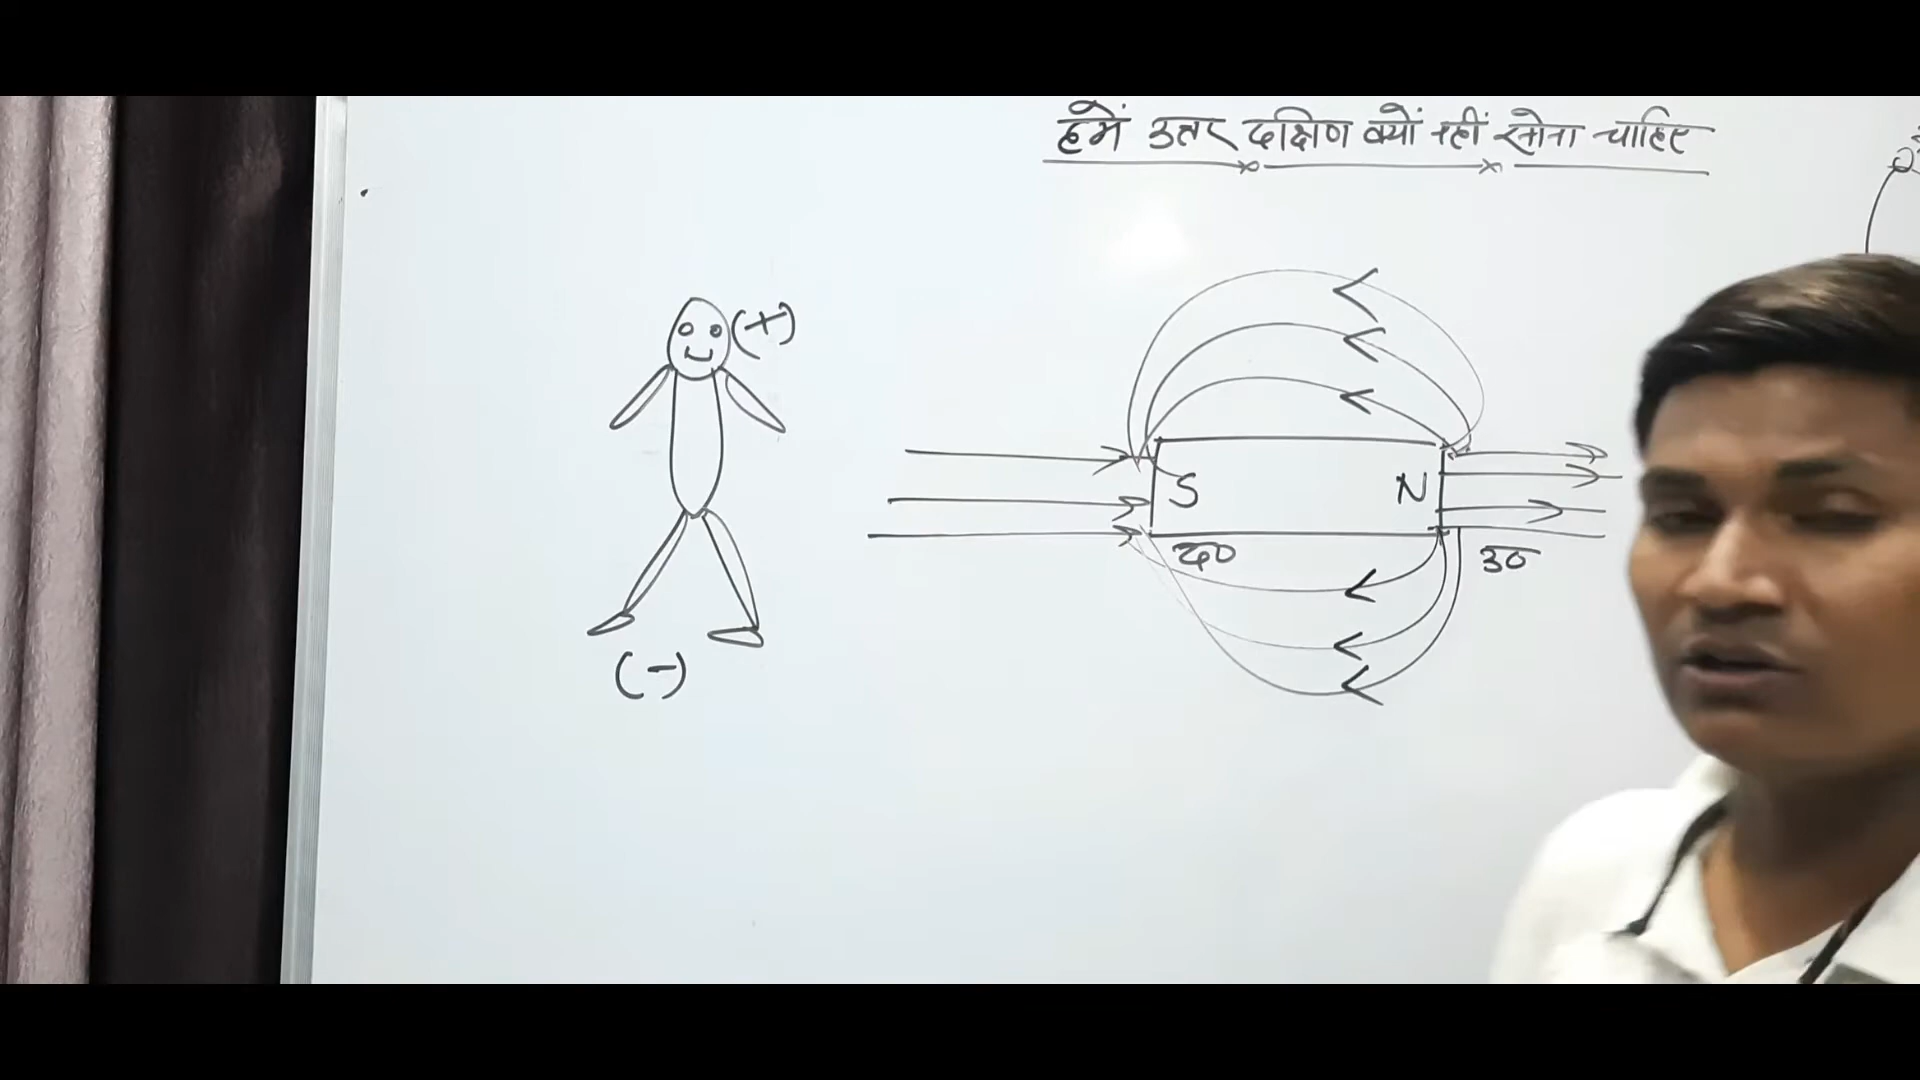 हमें उत्तर दक्षिण क्यों नहीं सोना चाहिए
(+)
S N
द० उ०
(-)